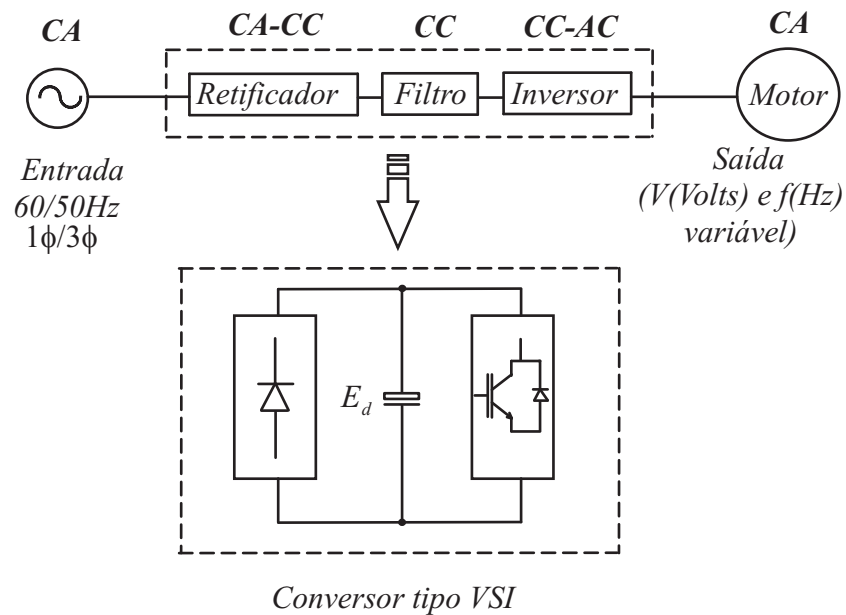 CA
CA-CC
CC
CC-AC
CA
Retificador
Filtro
Inversor
Motor
Entrada
60/50Hz
1ϕ/3ϕ
Saída
(V(Volts) e f(Hz)
variável)
E_d
Conversor tipo VSI